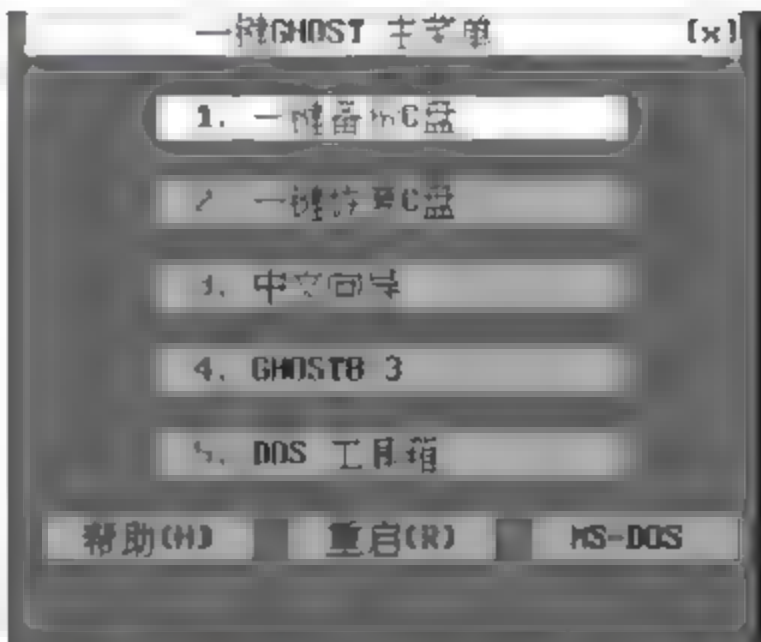 一键GHOST 主菜单 [x]
1. 一键备份C盘
2. 一键恢复C盘
3. 中文向导
4. GHOST8.3
5. DOS 工具箱
帮助(H) 重启(R) MS-DOS